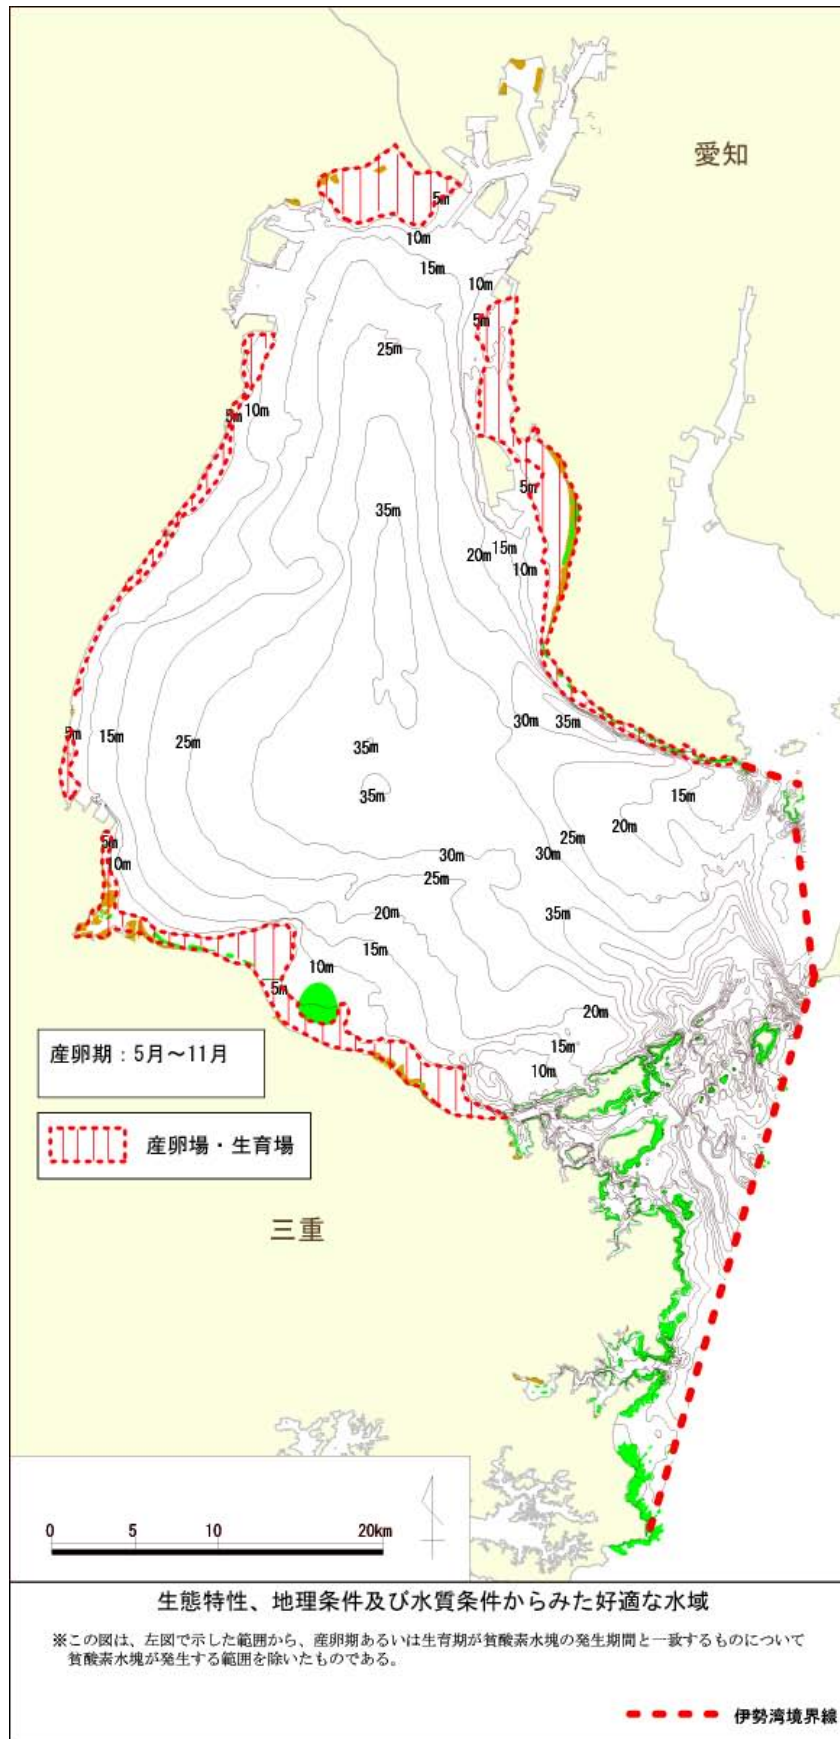 愛知
5m
10m
15m
10m
5m
25m
10m
5m
35m
5m
15m
20m
10m
30m
35m
5m
15m
25m
35m
35m
15m
20m
25m
5m
10m
30m
30m
25m
20m
35m
15m
10m
5m
20m
15m
10m
産卵期：5月～11月
産卵場・生育場
三重
0 5 10 20km
生態特性、地理条件及び水質条件からみた好適な水域
※この図は、左図で示した範囲から、産卵期あるいは生育期が貧酸素水塊の発生期間と一致するものについて
貧酸素水塊が発生する範囲を除いたものである。
伊勢湾境界線